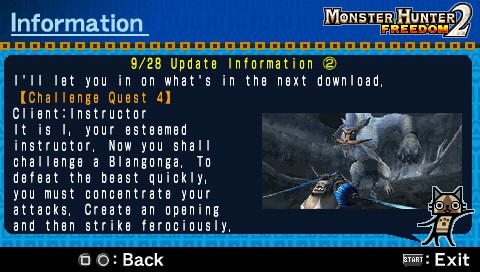 Information
MONSTER HUNTER
FREEDOM 2
9/28 Update Information ②
I'll let you in on what's in the next download.
【Challenge Quest 4】
Client:Instructor
It is I, your esteemed
instructor. Now you shall
challenge a Blangonga. To
defeat the beast quickly,
you must concentrate your
attacks. Create an opening
and then strike ferociously.
□○: Back
START: Exit